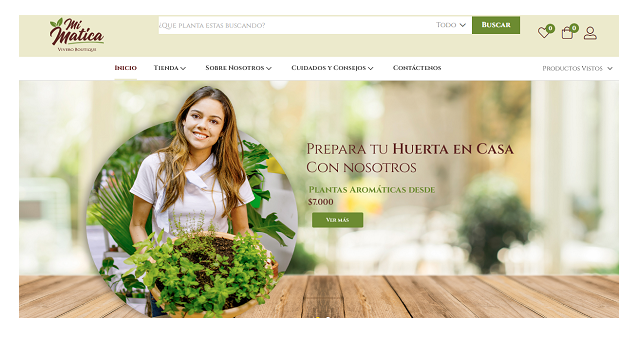 Mi
Matica
Vivero Boutique
¿Que planta estas buscando?
Todo
Buscar
0
0
Inicio
Tienda
Sobre Nosotros
Cuidados y Consejos
Contáctenos
Productos Vistos
Prepara tu Huerta en Casa
Con nosotros
Plantas Aromáticas desde
$7.000
Ver más